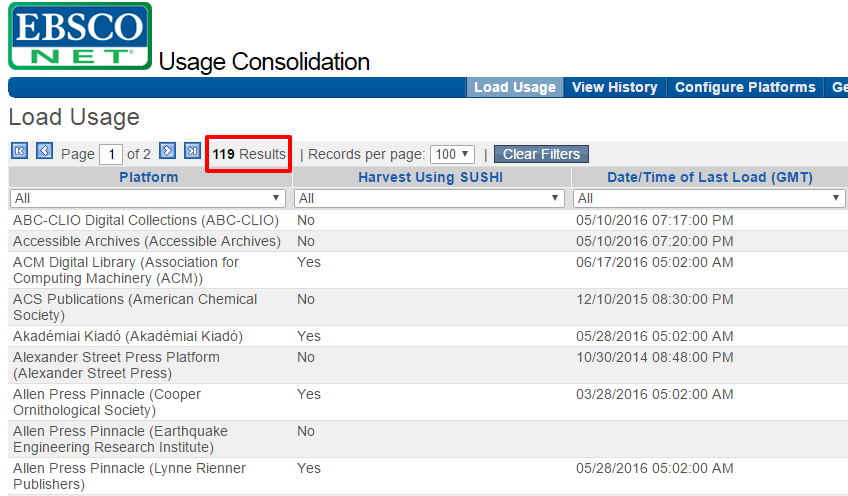 EBSCO
NET®
Usage Consolidation
Load Usage View History Configure Platforms Ge
Load Usage
Page 1 of 2 119 Results | Records per page: 100 | Clear Filters
Platform Harvest Using SUSHI Date/Time of Last Load (GMT)
All All All
ABC-CLIO Digital Collections (ABC-CLIO) No 05/10/2016 07:17:00 PM
Accessible Archives (Accessible Archives) No 05/10/2016 07:20:00 PM
ACM Digital Library (Association for Yes 06/17/2016 05:02:00 AM
Computing Machinery (ACM))
ACS Publications (American Chemical No 12/10/2015 08:30:00 PM
Society)
Akadémiai Kiadó (Akadémiai Kiadó) Yes 05/28/2016 05:02:00 AM
Alexander Street Press Platform No 10/30/2014 08:48:00 PM
(Alexander Street Press)
Allen Press Pinnacle (Cooper Yes 03/28/2016 05:02:00 AM
Ornithological Society)
Allen Press Pinnacle (Earthquake No
Engineering Research Institute)
Allen Press Pinnacle (Lynne Rienner Yes 05/28/2016 05:02:00 AM
Publishers)